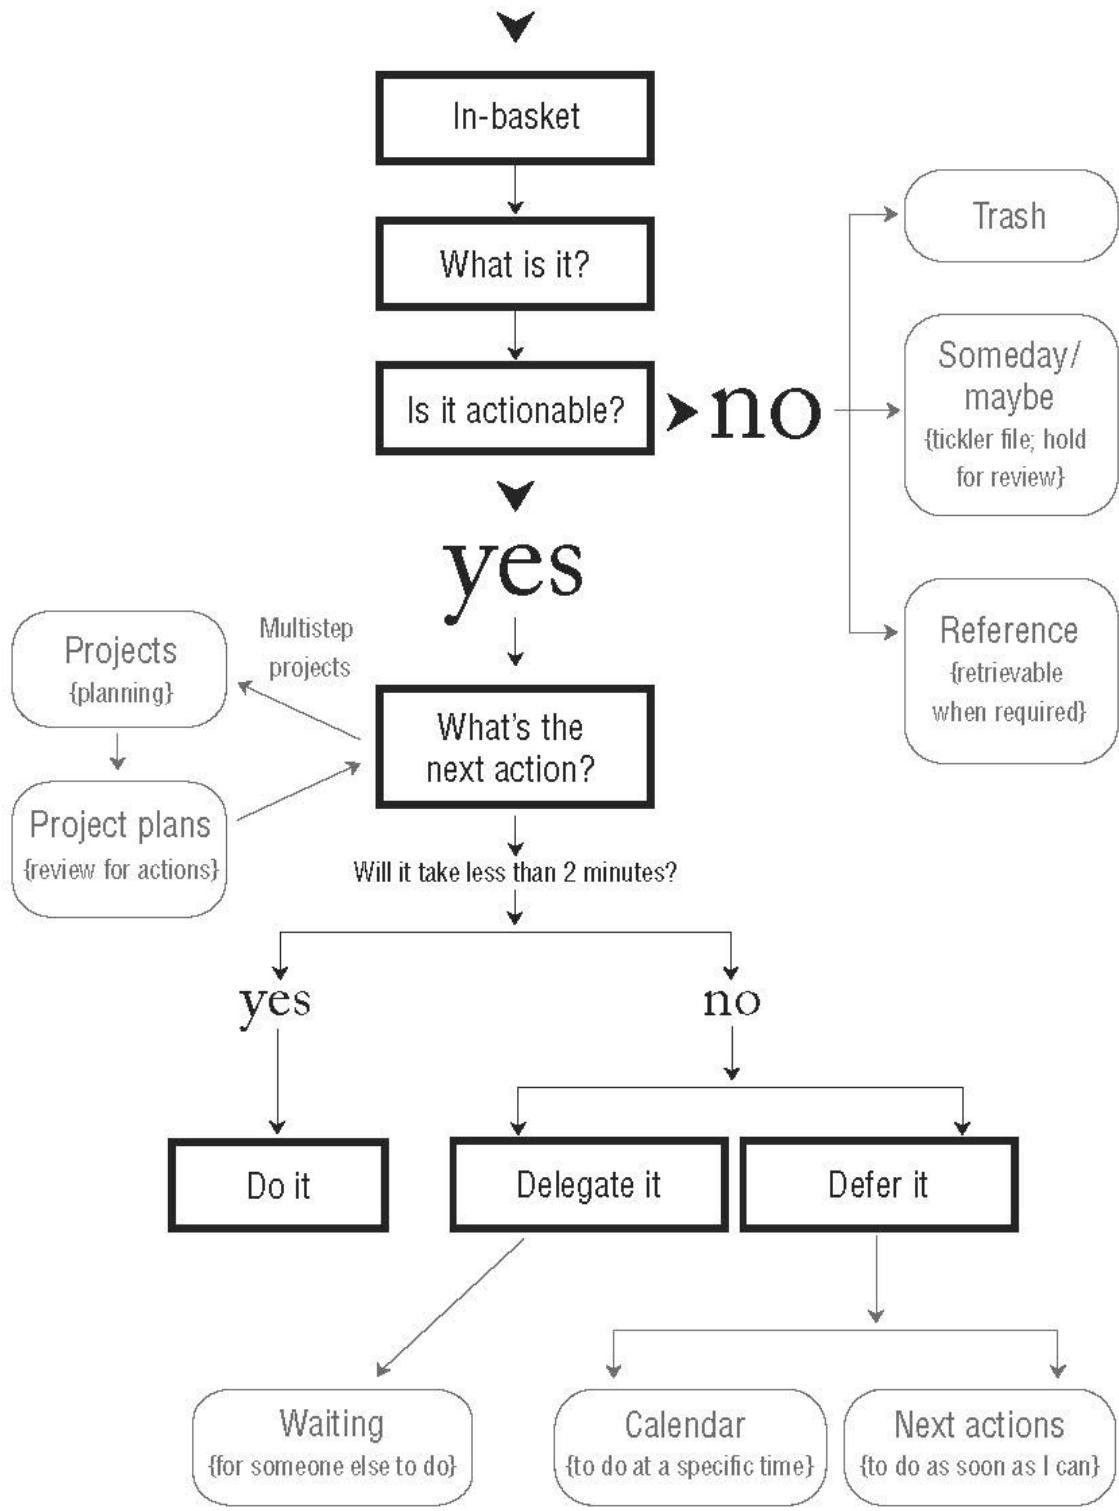 In-basket
What is it?
Trash
Is it actionable?
no
Someday/
maybe
{tickler file; hold
for review}
yes
Reference
{retrievable
when required}
Multistep
projects
Projects
{planning}
What's the
next action?
Project plans
{review for actions}
Will it take less than 2 minutes?
yes
no
Do it
Delegate it
Defer it
Waiting
{for someone else to do}
Calendar
{to do at a specific time}
Next actions
{to do as soon as I can}